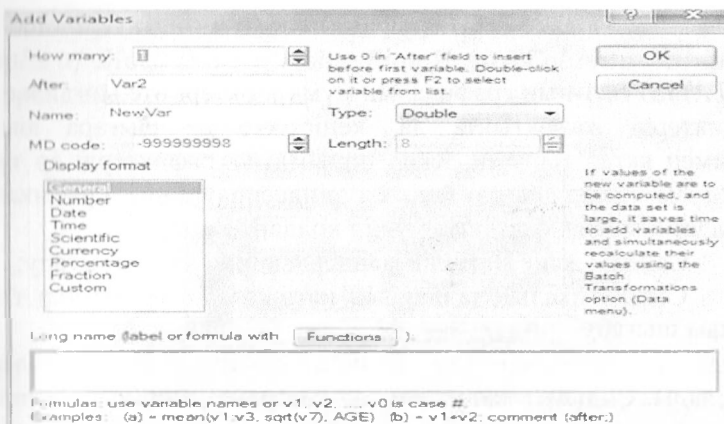 Add Variables
How many: 1
Use 0 in "After" field to insert before first variable. Double-click on it or press F2 to select variable from list.
OK
Cancel
After: Var2
Name: NewVar
Type: Double
MD code: -999999998
Length: 8
Display format
General
Number
Date
Time
Scientific
Currency
Percentage
Fraction
Custom
If values of the
new variable are to
be computed, and
the data set is
large, it saves time
to add variables
and simultaneously
recalculate their
values using the
Batch
Transformations
option (Data
menu).
Long name (label or formula with Functions ):
Formulas: use variable names or v1, v2, ..., v0 is case #.
Examples: (a) = mean(v1:v3, sqrt(v7), AGE) (b) = v1+v2; comment (after;)